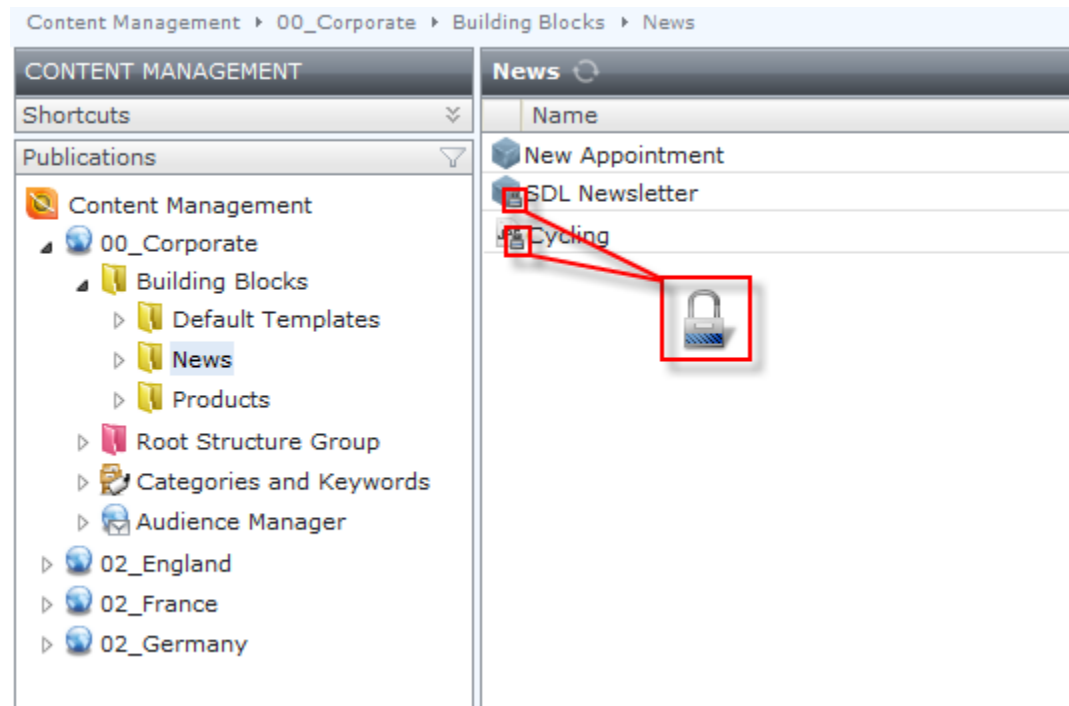 Content Management ▸ 00_Corporate ▸ Building Blocks ▸ News
CONTENT MANAGEMENT
Shortcuts
Publications
Content Management
00_Corporate
Building Blocks
Default Templates
News
Products
Root Structure Group
Categories and Keywords
Audience Manager
02_England
02_France
02_Germany
News
Name
New Appointment
SDL Newsletter
Cycling